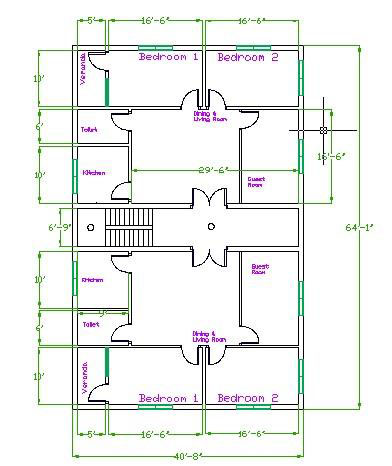 5' 16'-6" 16'-6"
Veranda
Bedroom 1 Bedroom 2
10'
Dining &
Living Room
6'
Toilet
16'-6"
29'-6"
Kitchen
Guest
Room
10'
6'-9"
64'-1"
10'
Guest
Room
Kitchen
9'
6'
Toilet
Dining &
Living Room
10'
Veranda
Bedroom 1 Bedroom 2
5' 16'-6" 16'-6"
40'-8"